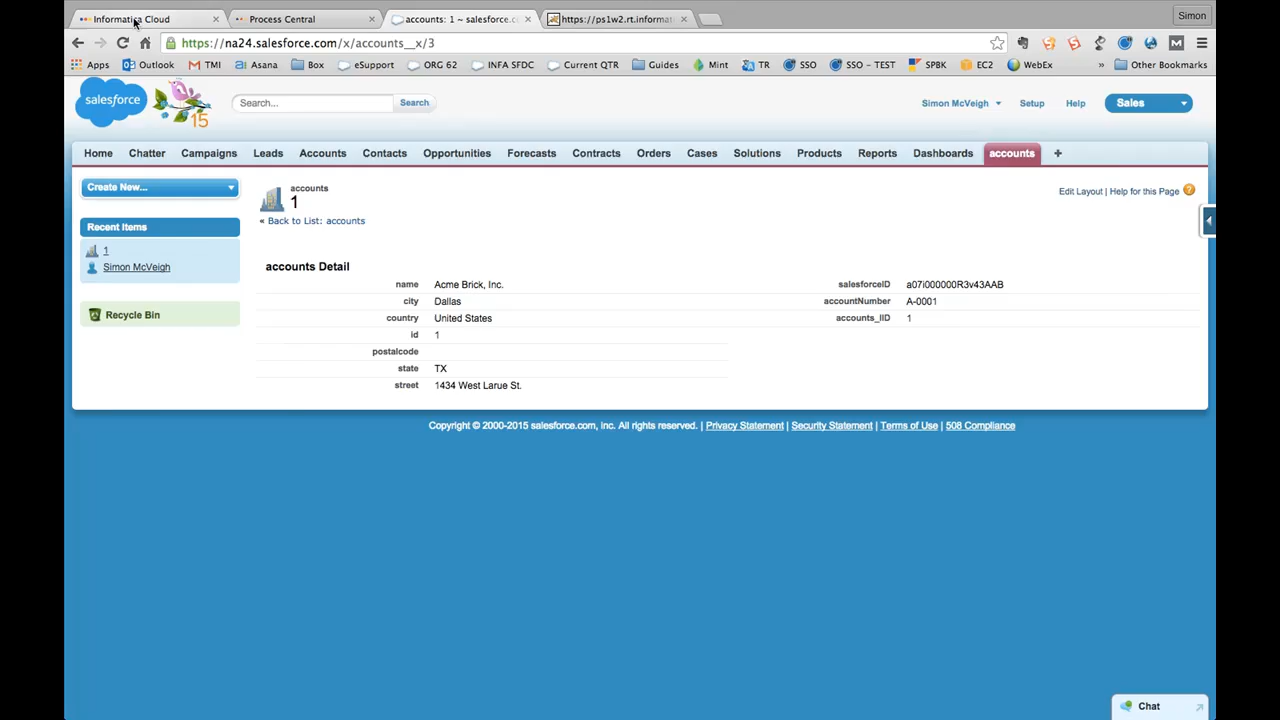 Informatica Cloud
Process Central
accounts: 1 ~ salesforce.c
https://ps1w2.rt.informat
Simon
https://na24.salesforce.com/x/accounts__x/3
Apps
Outlook
TMI
Asana
Box
eSupport
ORG 62
INFA SFDC
Current QTR
Guides
Mint
TR
SSO
SSO - TEST
SPBK
EC2
WebEx
»
Other Bookmarks
salesforce
15
Search...
Search
Simon McVeigh
Setup
Help
Sales
Home
Chatter
Campaigns
Leads
Accounts
Contacts
Opportunities
Forecasts
Contracts
Orders
Cases
Solutions
Products
Reports
Dashboards
accounts
+
Create New...
Recent Items
1
Simon McVeigh
Recycle Bin
accounts
1
« Back to List: accounts
Edit Layout | Help for this Page ?
accounts Detail
name Acme Brick, Inc. salesforceID a07i000000R3v43AAB
city Dallas accountNumber A-0001
country United States accounts_IID 1
id 1
postalcode
state TX
street 1434 West Larue St.
Copyright © 2000-2015 salesforce.com, inc. All rights reserved. | Privacy Statement | Security Statement | Terms of Use | 508 Compliance
Chat